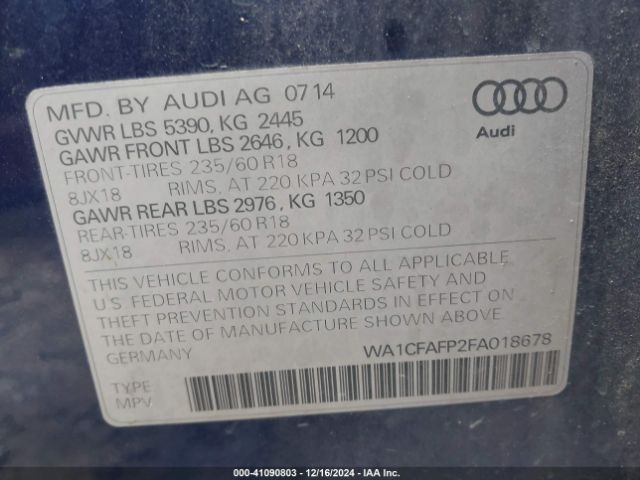 MFD. BY AUDI AG 0714
GVWR LBS 5390, KG 2445
GAWR FRONT LBS 2646, KG 1200
FRONT-TIRES 235/60 R18
8JX18 RIMS, AT 220 KPA 32 PSI COLD
GAWR REAR LBS 2976, KG 1350
REAR-TIRES 235/60 R18
8JX18 RIMS, AT 220 KPA 32 PSI COLD
Audi
THIS VEHICLE CONFORMS TO ALL APPLICABLE
U.S. FEDERAL MOTOR VEHICLE SAFETY AND
THEFT PREVENTION STANDARDS IN EFFECT ON
THE DATE OF MANUFACTURE SHOWN ABOVE
GERMANY WA1CFAFP2FA018678
TYPE
MPV
000-41090803 - 12/16/2024 - IAA Inc.